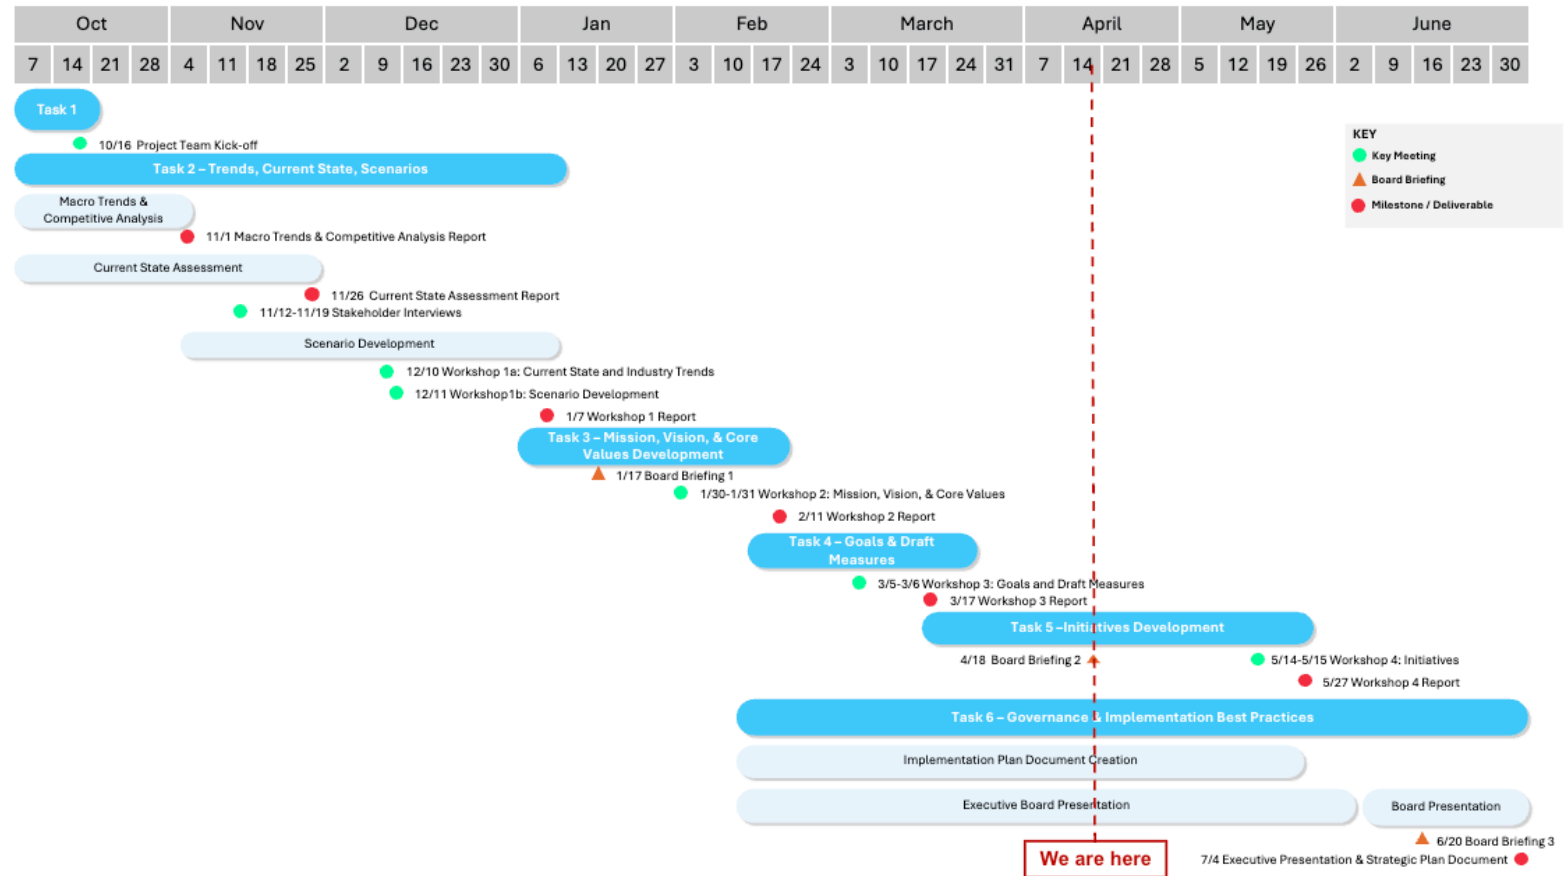 Oct Nov Dec Jan Feb March April May June
7 14 21 28 4 11 18 25 2 9 16 23 30 6 13 20 27 3 10 17 24 3 10 17 24 31 7 14 21 28 5 12 19 26 2 9 16 23 30
Task 1
KEY
10/16 Project Team Kick-off
Key Meeting
Task 2 – Trends, Current State, Scenarios
Board Briefing
Macro Trends &
Competitive Analysis
Milestone / Deliverable
11/1 Macro Trends & Competitive Analysis Report
Current State Assessment
11/26 Current State Assessment Report
11/12-11/19 Stakeholder Interviews
Scenario Development
12/10 Workshop 1a: Current State and Industry Trends
12/11 Workshop1b: Scenario Development
1/7 Workshop 1 Report
Task 3 – Mission, Vision, & Core
Values Development
1/17 Board Briefing 1
1/30-1/31 Workshop 2: Mission, Vision, & Core Values
2/11 Workshop 2 Report
Task 4 – Goals & Draft
Measures
3/5-3/6 Workshop 3: Goals and Draft Measures
3/17 Workshop 3 Report
Task 5 –Initiatives Development
4/18 Board Briefing 2
5/14-5/15 Workshop 4: Initiatives
5/27 Workshop 4 Report
Task 6 – Governance & Implementation Best Practices
Implementation Plan Document Creation
Executive Board Presentation
Board Presentation
6/20 Board Briefing 3
We are here
7/4 Executive Presentation & Strategic Plan Document